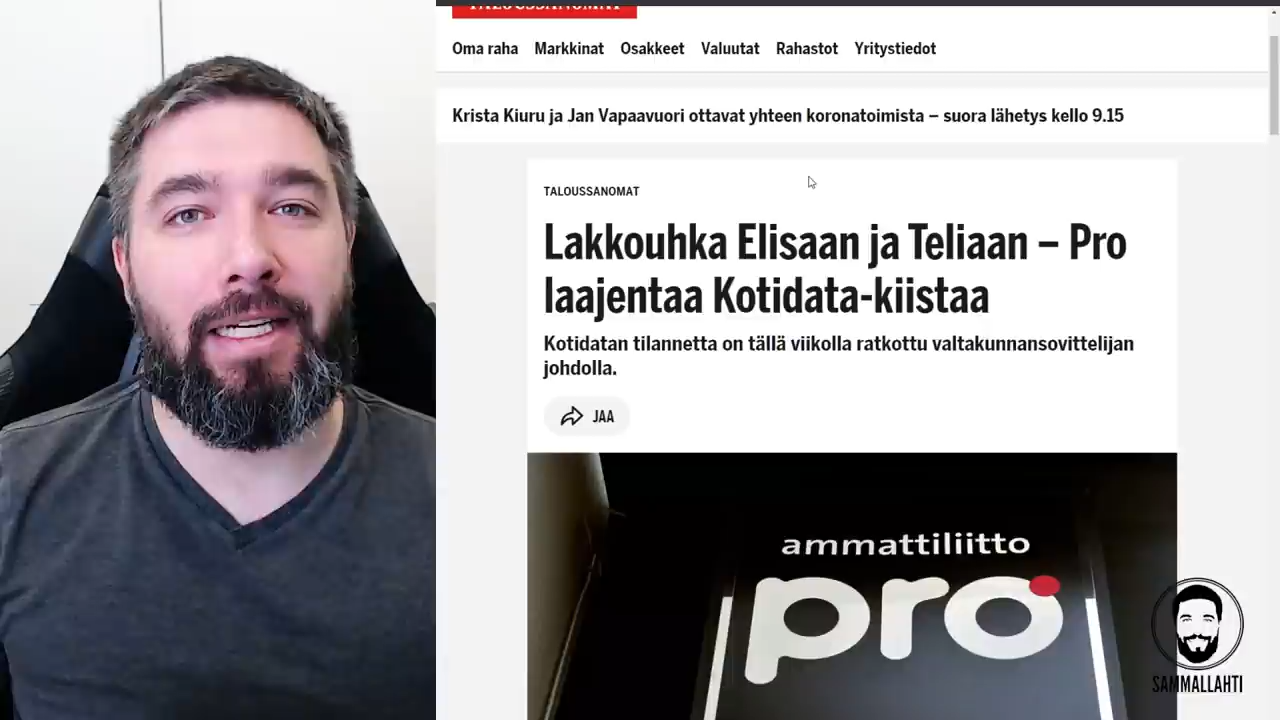 TALOUSSANOMAT
Oma raha Markkinat Osakkeet Valuutat Rahastot Yritystiedot
Krista Kiuru ja Jan Vapaavuori ottavat yhteen koronatoimista – suora lähetys kello 9.15
TALOUSSANOMAT
Lakkouhka Elisaan ja Teliaan – Pro
laajentaa Kotidata-kiistaa
Kotidatan tilannetta on tällä viikolla ratkottu valtakunnansovittelijan
johdolla.
JAA
ammattiliitto
pro
SAMMALLAHTI